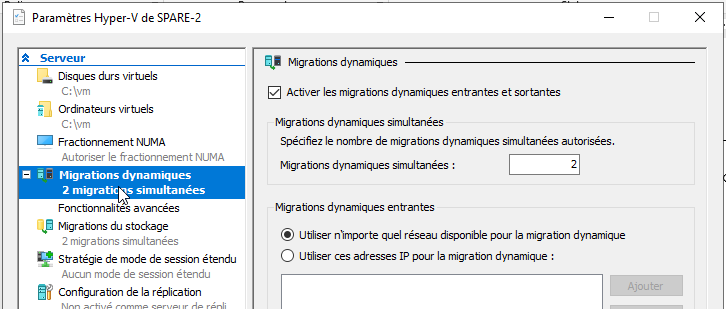 Paramètres Hyper-V de SPARE-2
Serveur
Disques durs virtuels
C:\vm
Ordinateurs virtuels
C:\vm
Fractionnement NUMA
Autoriser le fractionnement NUMA
Migrations dynamiques
2 migrations simultanées
Fonctionnalités avancées
Migrations du stockage
2 migrations simultanées
Stratégie de mode de session étendu
Aucun mode de session étendu
Configuration de la réplication
Non activé comme serveur de répli...
Migrations dynamiques
Activer les migrations dynamiques entrantes et sortantes
Migrations dynamiques simultanées
Spécifiez le nombre de migrations dynamiques simultanées autorisées.
Migrations dynamiques simultanées : 2
Migrations dynamiques entrantes
Utiliser n'importe quel réseau disponible pour la migration dynamique
Utiliser ces adresses IP pour la migration dynamique :
Ajouter